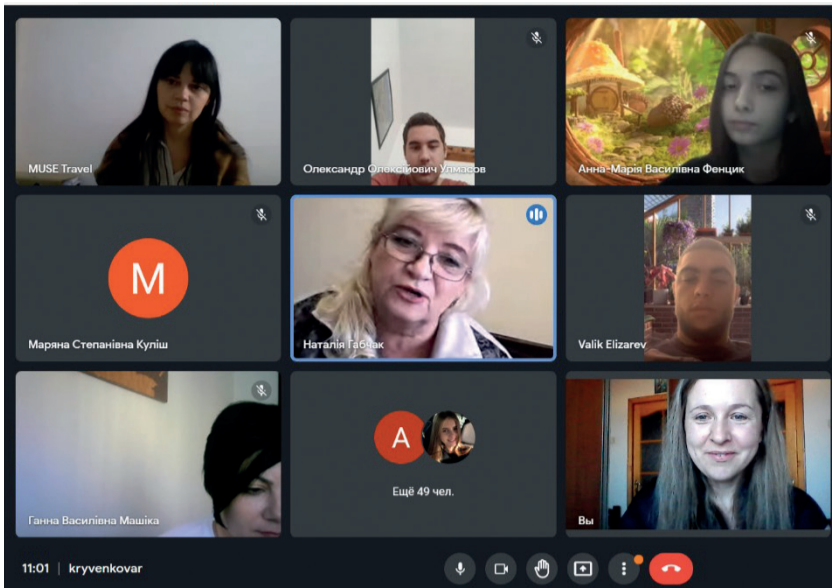 MUSE Travel
Олександр Олексійович Улмасов
Анна-Марія Василівна Фенцик
М
Маряна Степанівна Куліш
Наталія Габчак
Valik Elizarev
Ганна Василівна Машіка
А
Ещё 49 чел.
Вы
11:01 | kryvenkovar